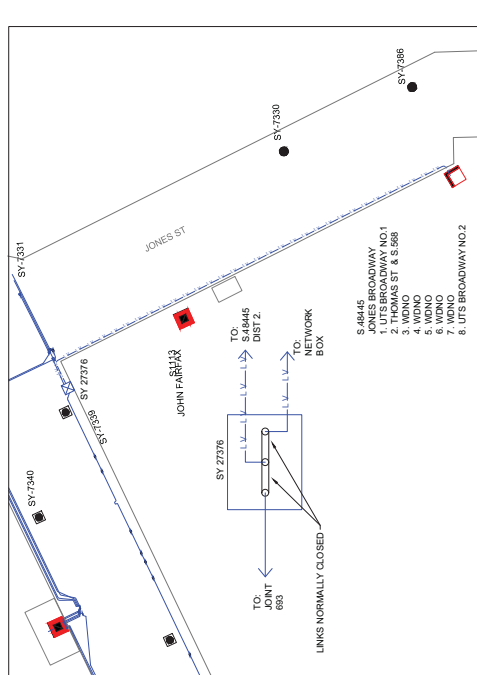 SY-7331
SY-7386
SY-7330
JONES ST
SY 27376
SY-7339
SY-7340
S1113
JOHN FAIRFAX
TO:
S.48445
DIST 2.
TO:
NETWORK
BOX
SY 27376
L V L V L V L V
L V L V
TO:
JOINT
693
LINKS NORMALLY CLOSED
S.48445
JONES BROADWAY
1. UTS BROADWAY NO.1
2. THOMAS ST & S.568
3. WDNO
4. WDNO
5. WDNO
6. WDNO
7. WDNO
8. UTS BROADWAY NO.2